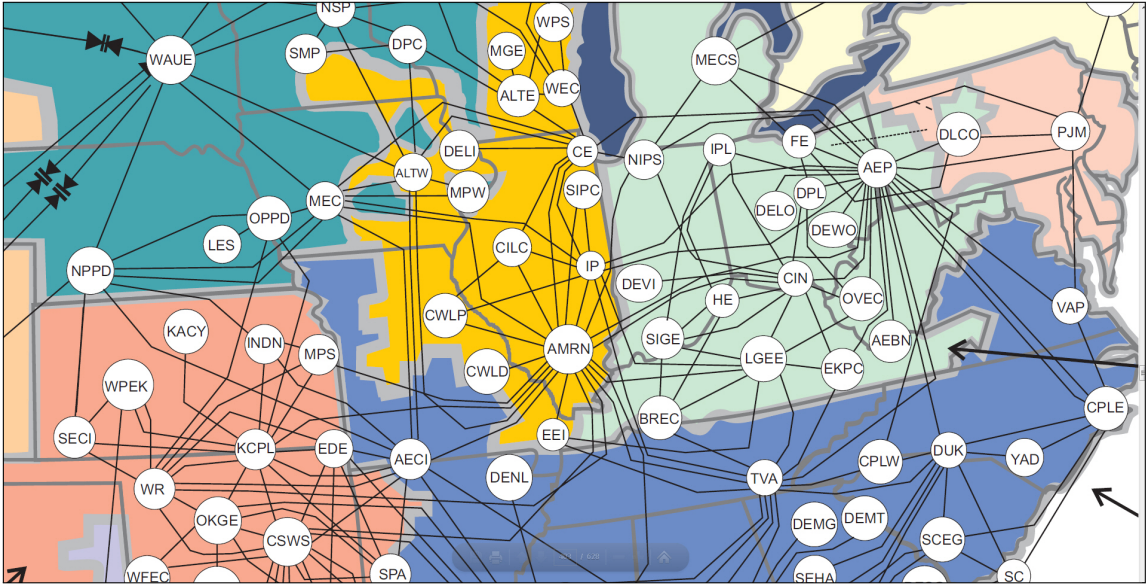 NSP
WPS
SMP
DPC
MGE
MECS
WAUE
ALTE
WEC
DLCO
PJM
FE
DELI
CE
NIPS
IPL
AEP
ALTW
MPW
SIPC
DPL
MEC
DELO
OPPD
DEWO
LES
CILC
NPPD
IP
CIN
DEVI
OVEC
HE
VAP
CWLP
KACY
INDN
SIGE
AEBN
AMRN
MPS
LGEE
WPEK
CWLD
EKPC
CPLE
BREC
SECI
EEI
KCPL
EDE
AECI
DUK
YAD
CPLW
WR
DENL
TVA
OKGE
DEMG
DEMT
CSWS
SCEG
WFEC
SPA
SEHA
SC